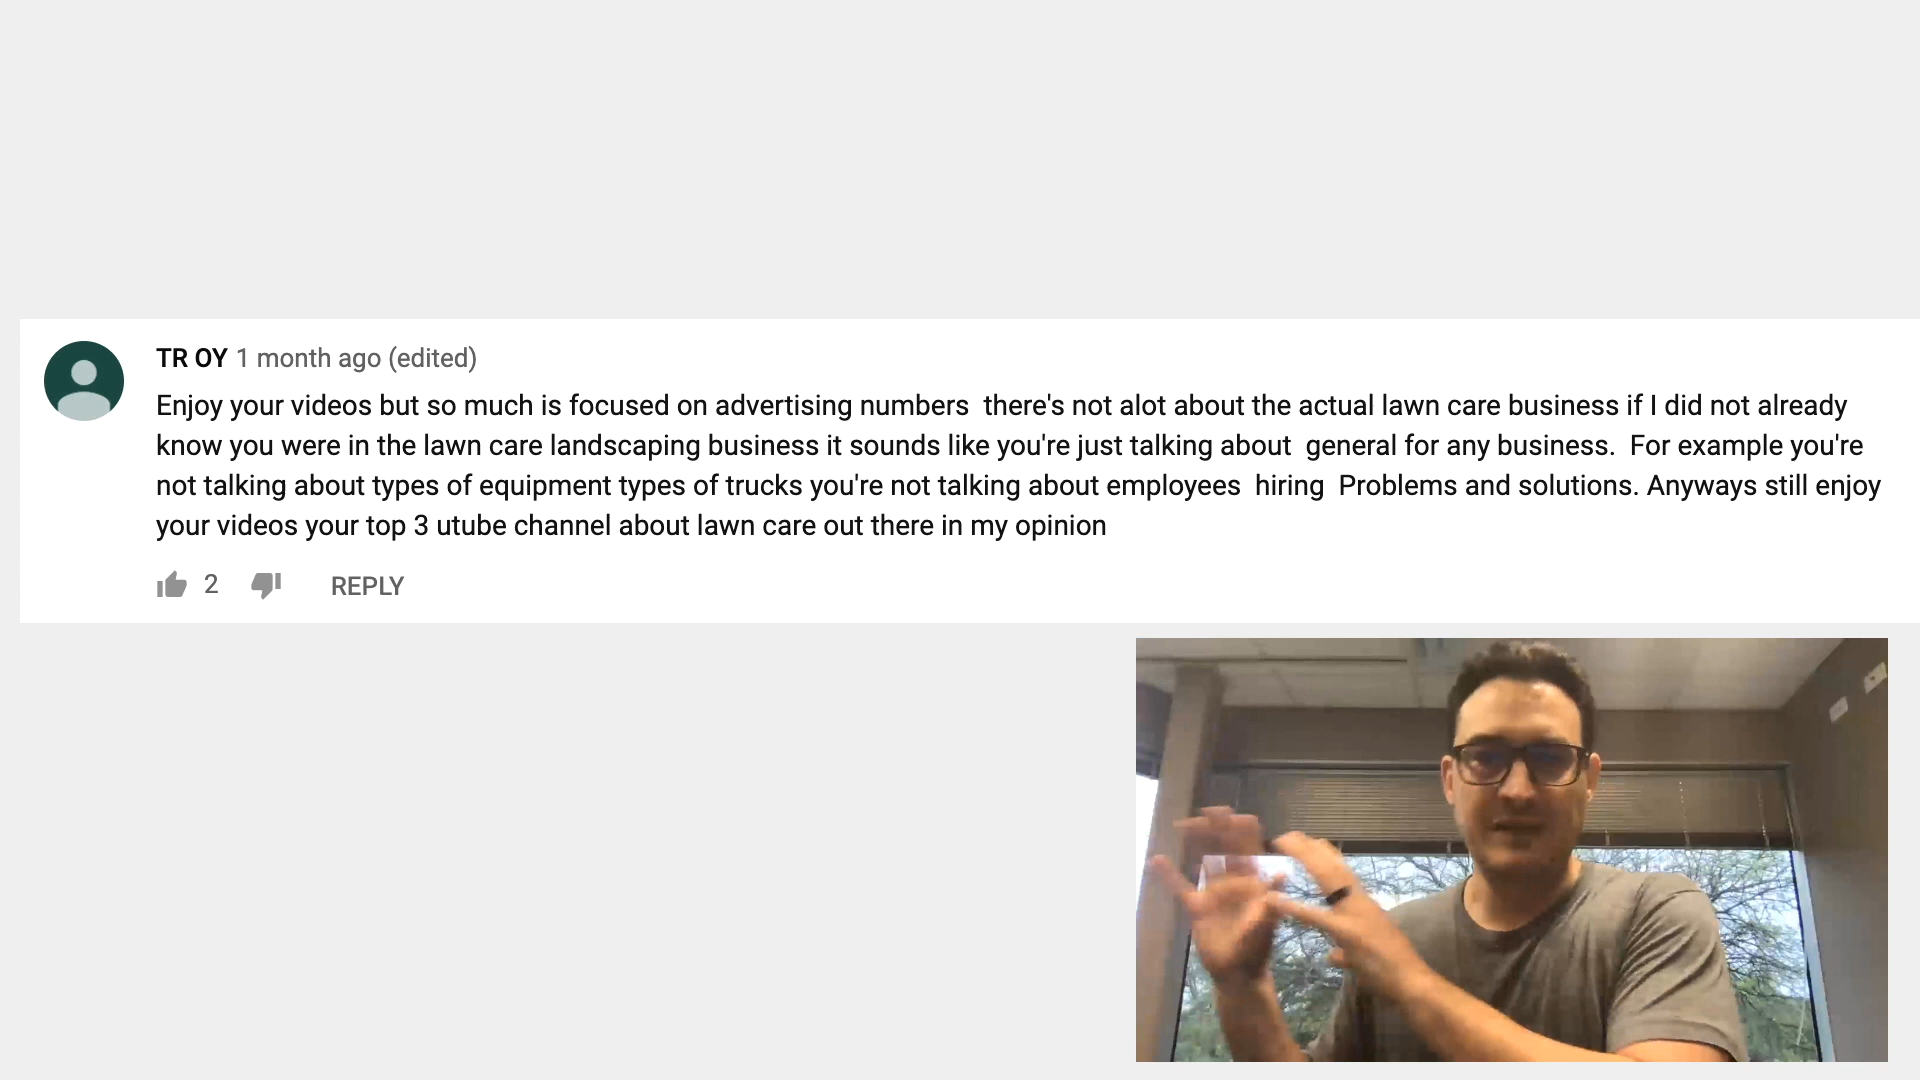 TR OY 1 month ago (edited)
Enjoy your videos but so much is focused on advertising numbers  there's not alot about the actual lawn care business if I did not already
know you were in the lawn care landscaping business it sounds like you're just talking about  general for any business.  For example you're
not talking about types of equipment types of trucks you're not talking about employees  hiring  Problems and solutions. Anyways still enjoy
your videos your top 3 utube channel about lawn care out there in my opinion
2 REPLY